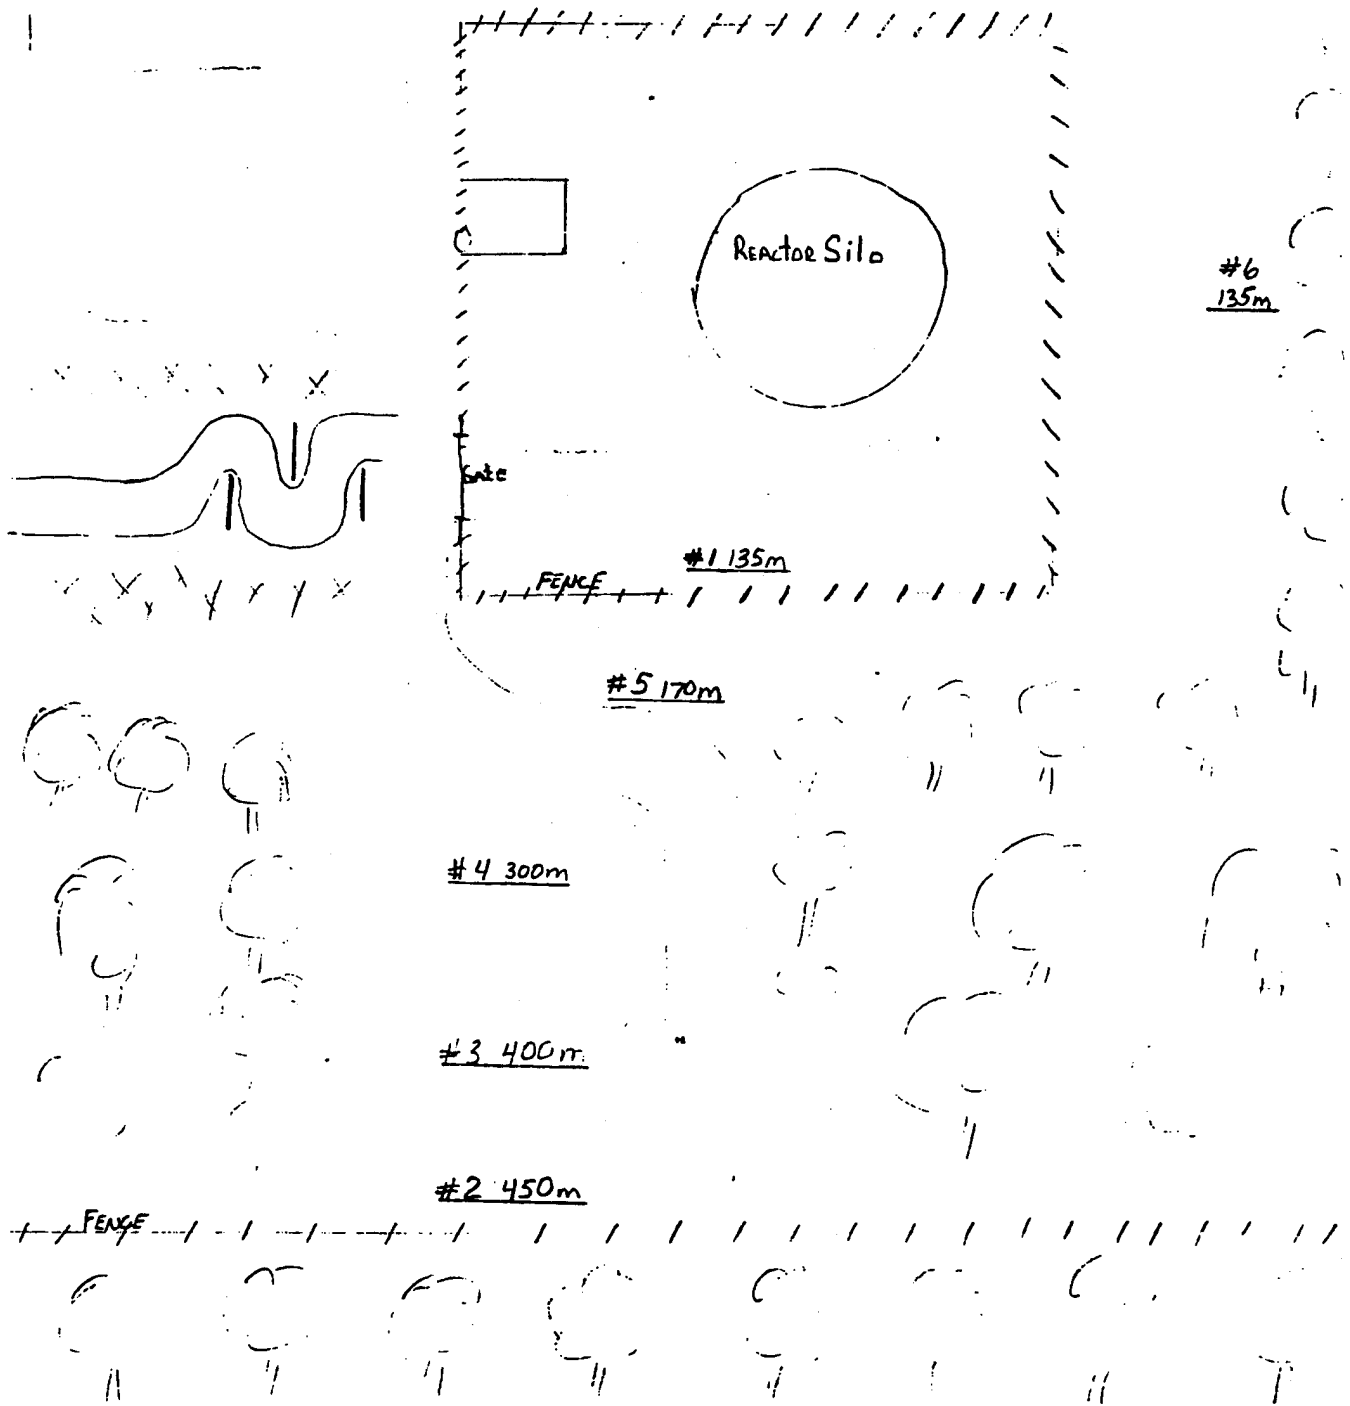 REACTOR Silo
#6
135m
Gate
#1 135m
FENCE
#5 170m
#4 300m
#3 400m
#2 450m
FENCE